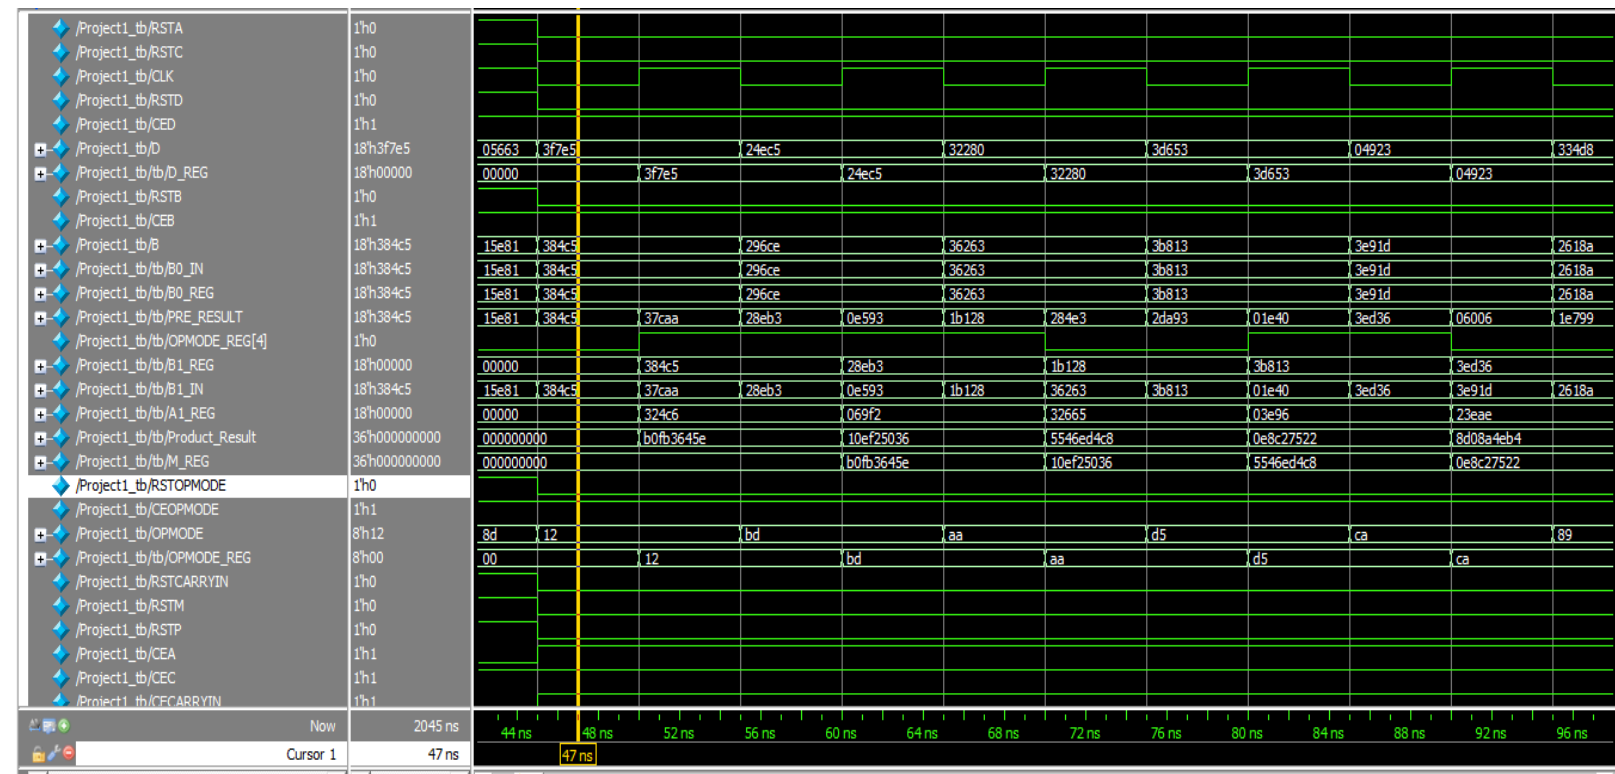 /Project1_tb/RSTA 1'h0
/Project1_tb/RSTC 1'h0
/Project1_tb/CLK 1'h0
/Project1_tb/RSTD 1'h0
/Project1_tb/CED 1'h1
/Project1_tb/D 18'h3f7e5 05663 3f7e5 24ec5 32280 3d653 04923 334d8
/Project1_tb/tb/D_REG 18'h00000 00000 3f7e5 24ec5 32280 3d653 04923
/Project1_tb/RSTB 1'h0
/Project1_tb/CEB 1'h1
/Project1_tb/B 18'h384c5 15e81 384c5 296ce 36263 3b813 3e91d 2618a
/Project1_tb/tb/B0_IN 18'h384c5 15e81 384c5 296ce 36263 3b813 3e91d 2618a
/Project1_tb/tb/B0_REG 18'h384c5 15e81 384c5 296ce 36263 3b813 3e91d 2618a
/Project1_tb/tb/PRE_RESULT 18'h384c5 15e81 384c5 37caa 28eb3 0e593 1b128 284e3 2da93 01e40 3ed36 06006 1e799
/Project1_tb/tb/OPMODE_REG[4] 1'h0
/Project1_tb/tb/B1_REG 18'h00000 00000 384c5 28eb3 1b128 3b813 3ed36
/Project1_tb/tb/B1_IN 18'h384c5 15e81 384c5 37caa 28eb3 0e593 1b128 36263 3b813 01e40 3ed36 3e91d 2618a
/Project1_tb/tb/A1_REG 18'h00000 00000 324c6 069f2 32665 03e96 23eae
/Project1_tb/tb/Product_Result 36'h000000000 000000000 b0fb3645e 10ef25036 5546ed4c8 0e8c27522 8d08a4eb4
/Project1_tb/tb/M_REG 36'h000000000 000000000 b0fb3645e 10ef25036 5546ed4c8 0e8c27522
/Project1_tb/RSTOPMODE 1'h0
/Project1_tb/CEOPMODE 1'h1
/Project1_tb/OPMODE 8'h12 8d 12 bd aa d5 ca 89
/Project1_tb/tb/OPMODE_REG 8'h00 00 12 bd aa d5 ca
/Project1_tb/RSTCARRYIN 1'h0
/Project1_tb/RSTM 1'h0
/Project1_tb/RSTP 1'h0
/Project1_tb/CEA 1'h1
/Project1_tb/CEC 1'h1
/Project1_tb/CECARRYIN 1'h1
Now 2045 ns 44 ns 48 ns 52 ns 56 ns 60 ns 64 ns 68 ns 72 ns 76 ns 80 ns 84 ns 88 ns 92 ns 96 ns
Cursor 1 47 ns 47 ns